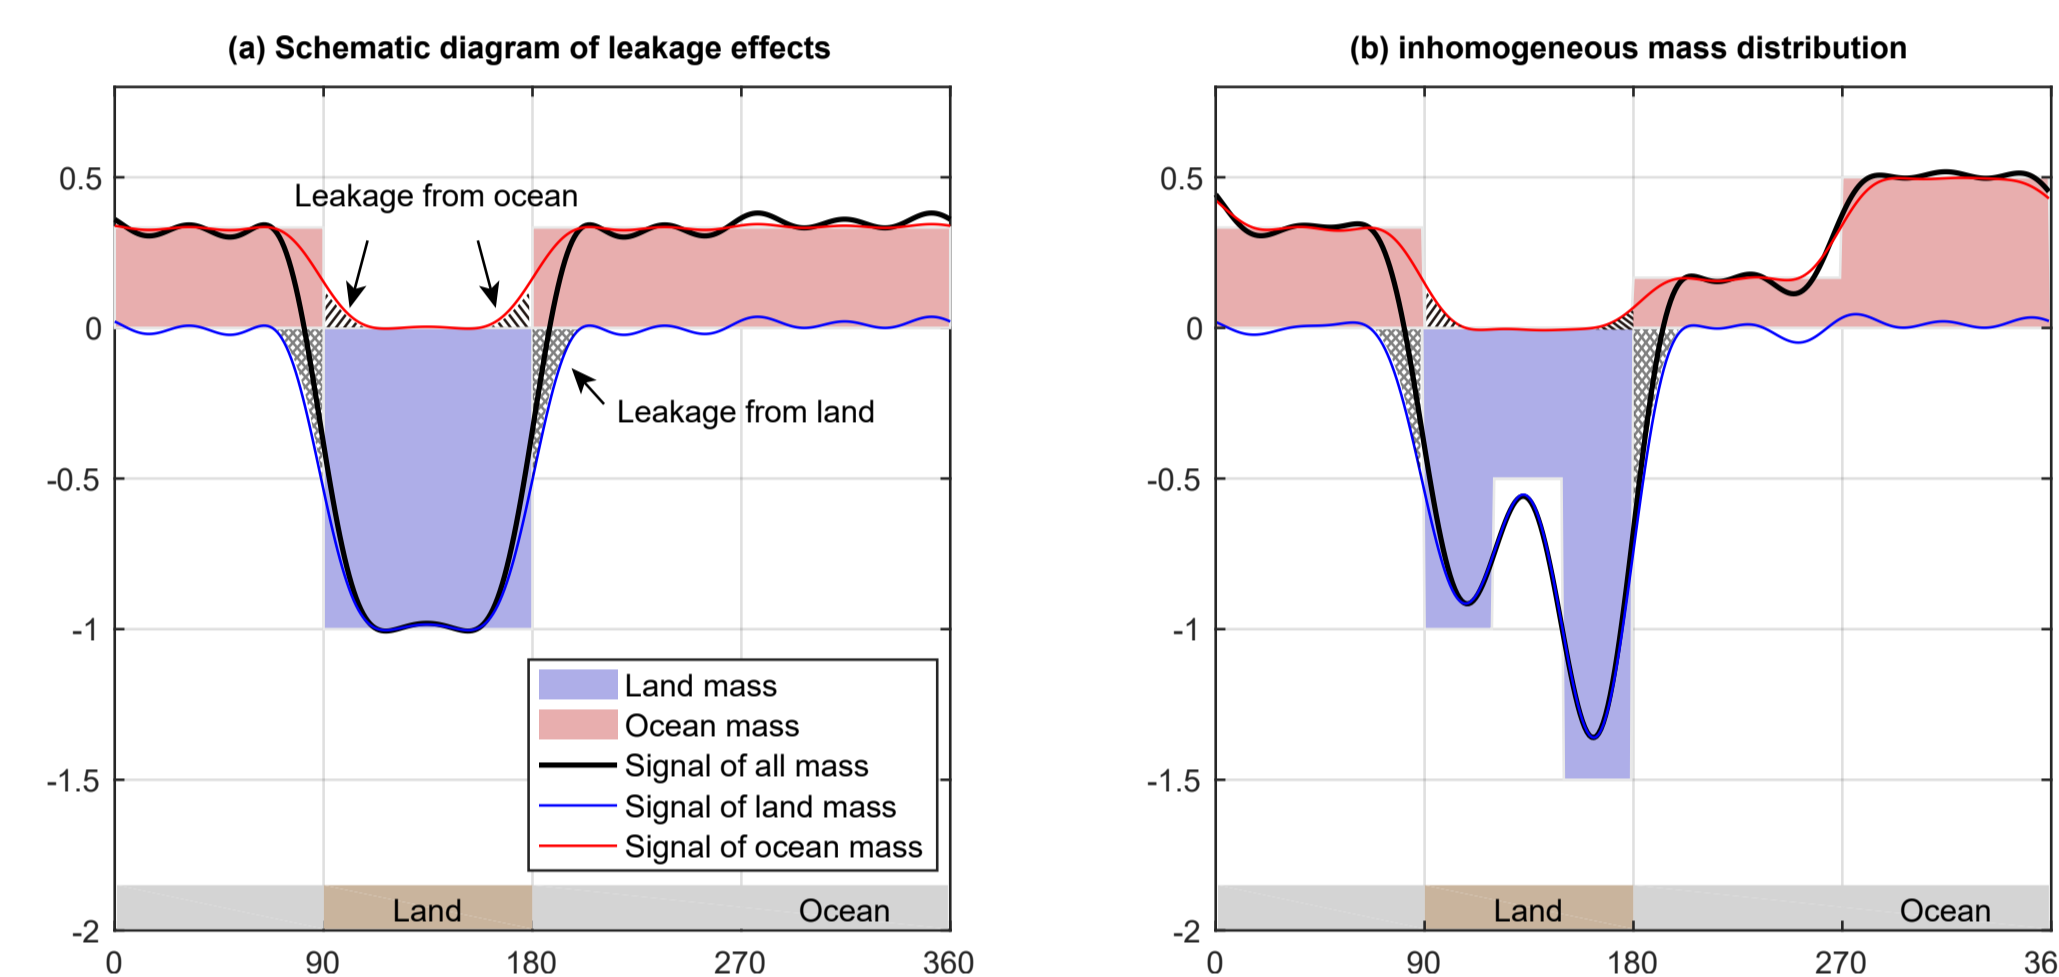 (a) Schematic diagram of leakage effects
0.5
0
-0.5
-1
-1.5
-2
0 90 180 270 360
Leakage from ocean
Leakage from land
Land mass
Ocean mass
Signal of all mass
Signal of land mass
Signal of ocean mass
Land
Ocean
(b) inhomogeneous mass distribution
0.5
0
-0.5
-1
-1.5
-2
0 90 180 270 36
Land
Ocean